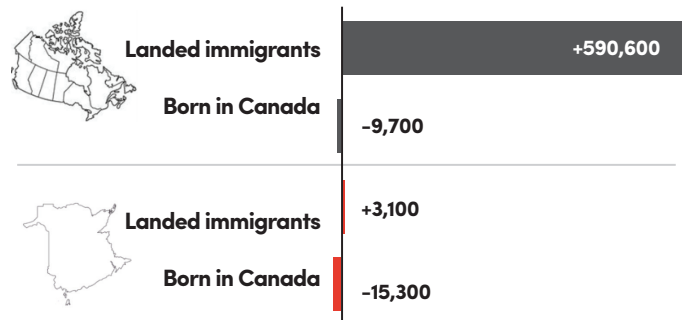 Landed immigrants
+590,600
Born in Canada
-9,700
Landed immigrants
+3,100
Born in Canada
-15,300